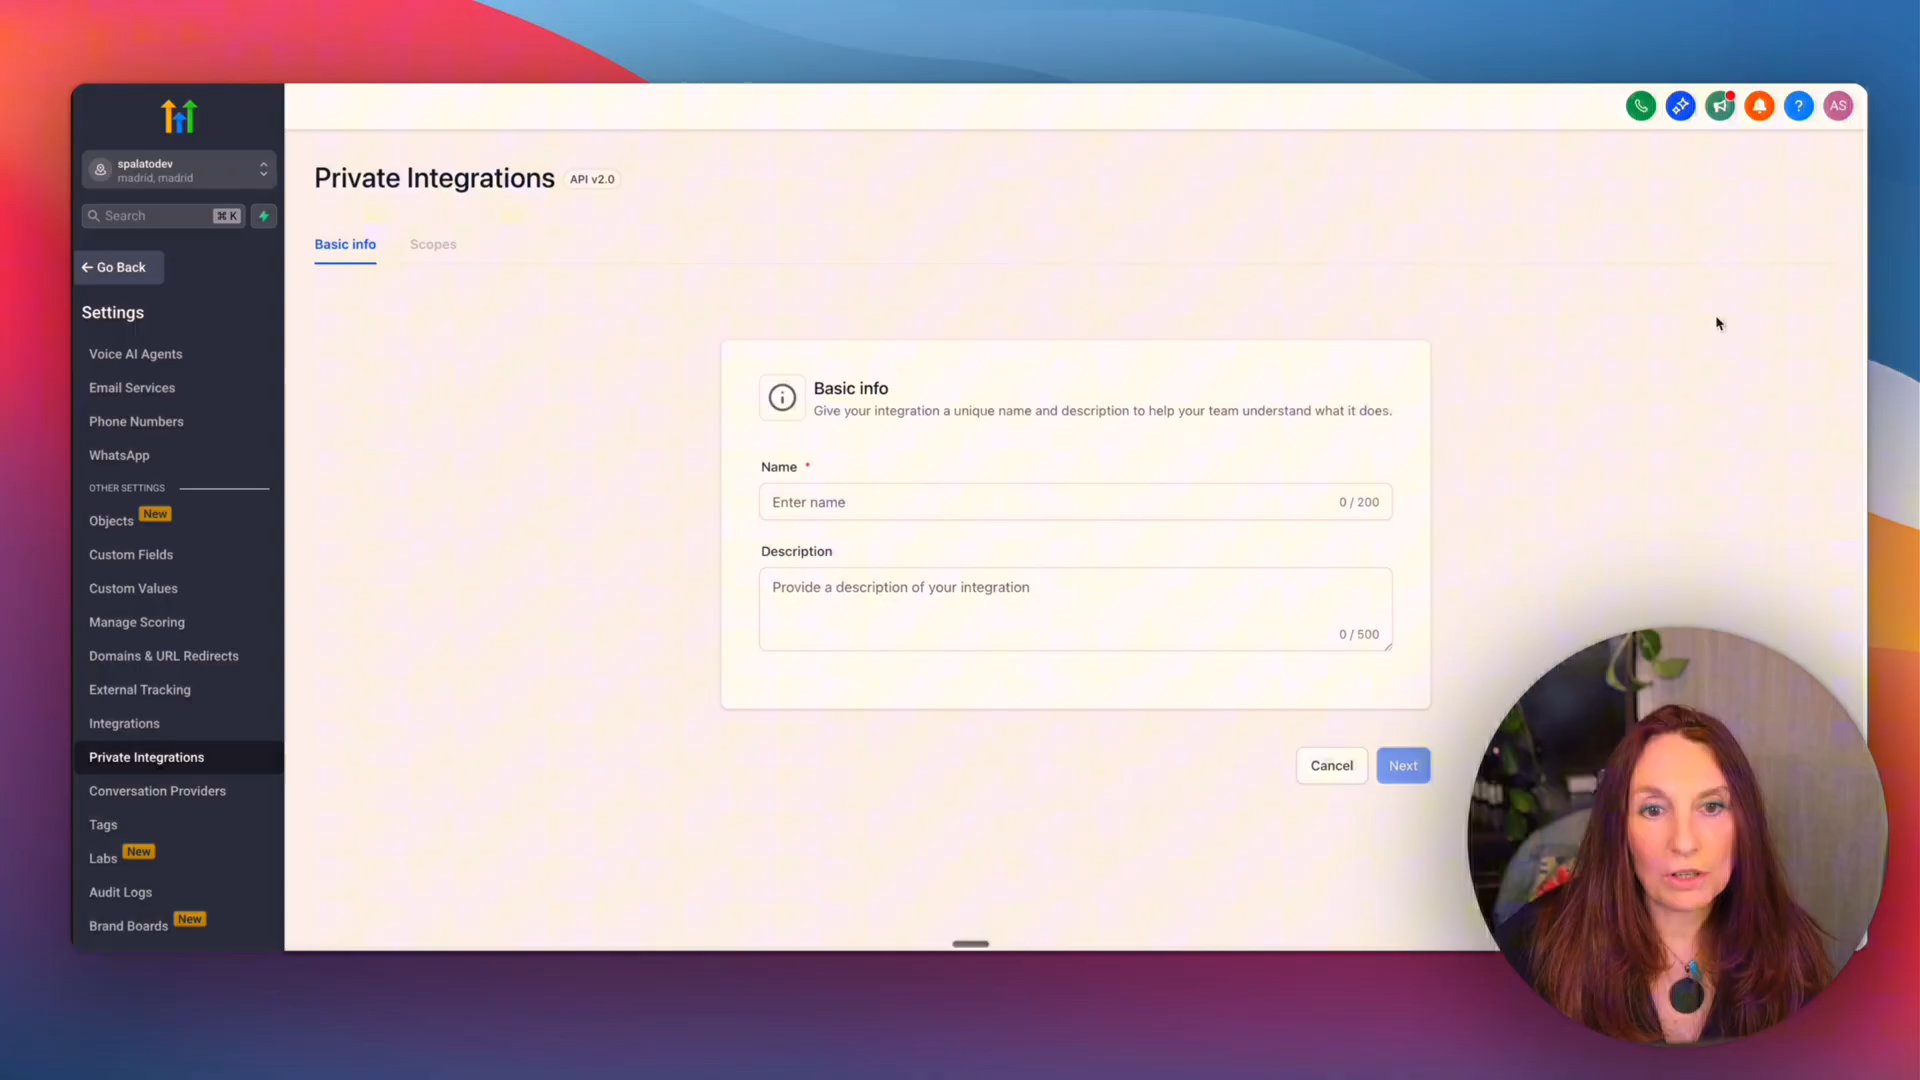 spalatodev
madrid, madrid
Search ⌘ K
← Go Back
Settings
Voice AI Agents
Email Services
Phone Numbers
WhatsApp
OTHER SETTINGS
Objects New
Custom Fields
Custom Values
Manage Scoring
Domains & URL Redirects
External Tracking
Integrations
Private Integrations
Conversation Providers
Tags
Labs New
Audit Logs
Brand Boards New
? AS
Private Integrations API v2.0
Basic info Scopes
Basic info
Give your integration a unique name and description to help your team understand what it does.
Name *
Enter name 0 / 200
Description
Provide a description of your integration
0 / 500
Cancel Next